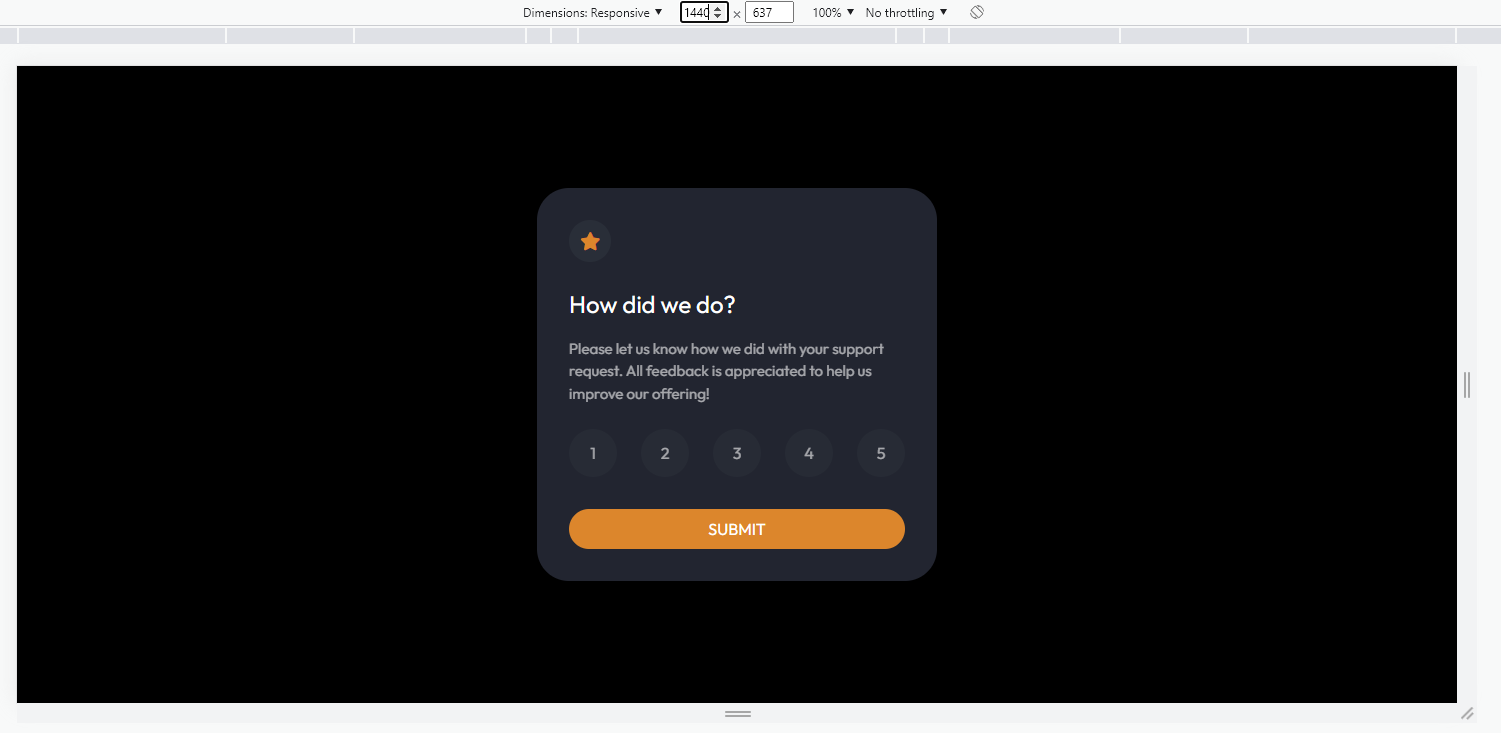 Dimensions: Responsive ▼ 1440 × 637 100% ▼ No throttling ▼
How did we do?
Please let us know how we did with your support
request. All feedback is appreciated to help us
improve our offering!
1 2 3 4 5
SUBMIT